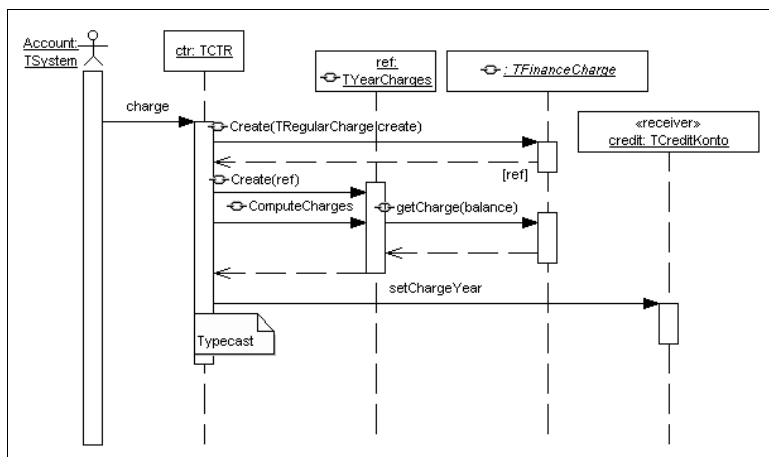 Account:
TSystem
ctr: TCTR
ref:
TYearCharges
: TFinanceCharge
«receiver»
credit: TCreditKonto
charge
Create(TRegularCharge.create)
[ref]
Create(ref)
ComputeCharges
getCharge(balance)
setChargeYear
Typecast